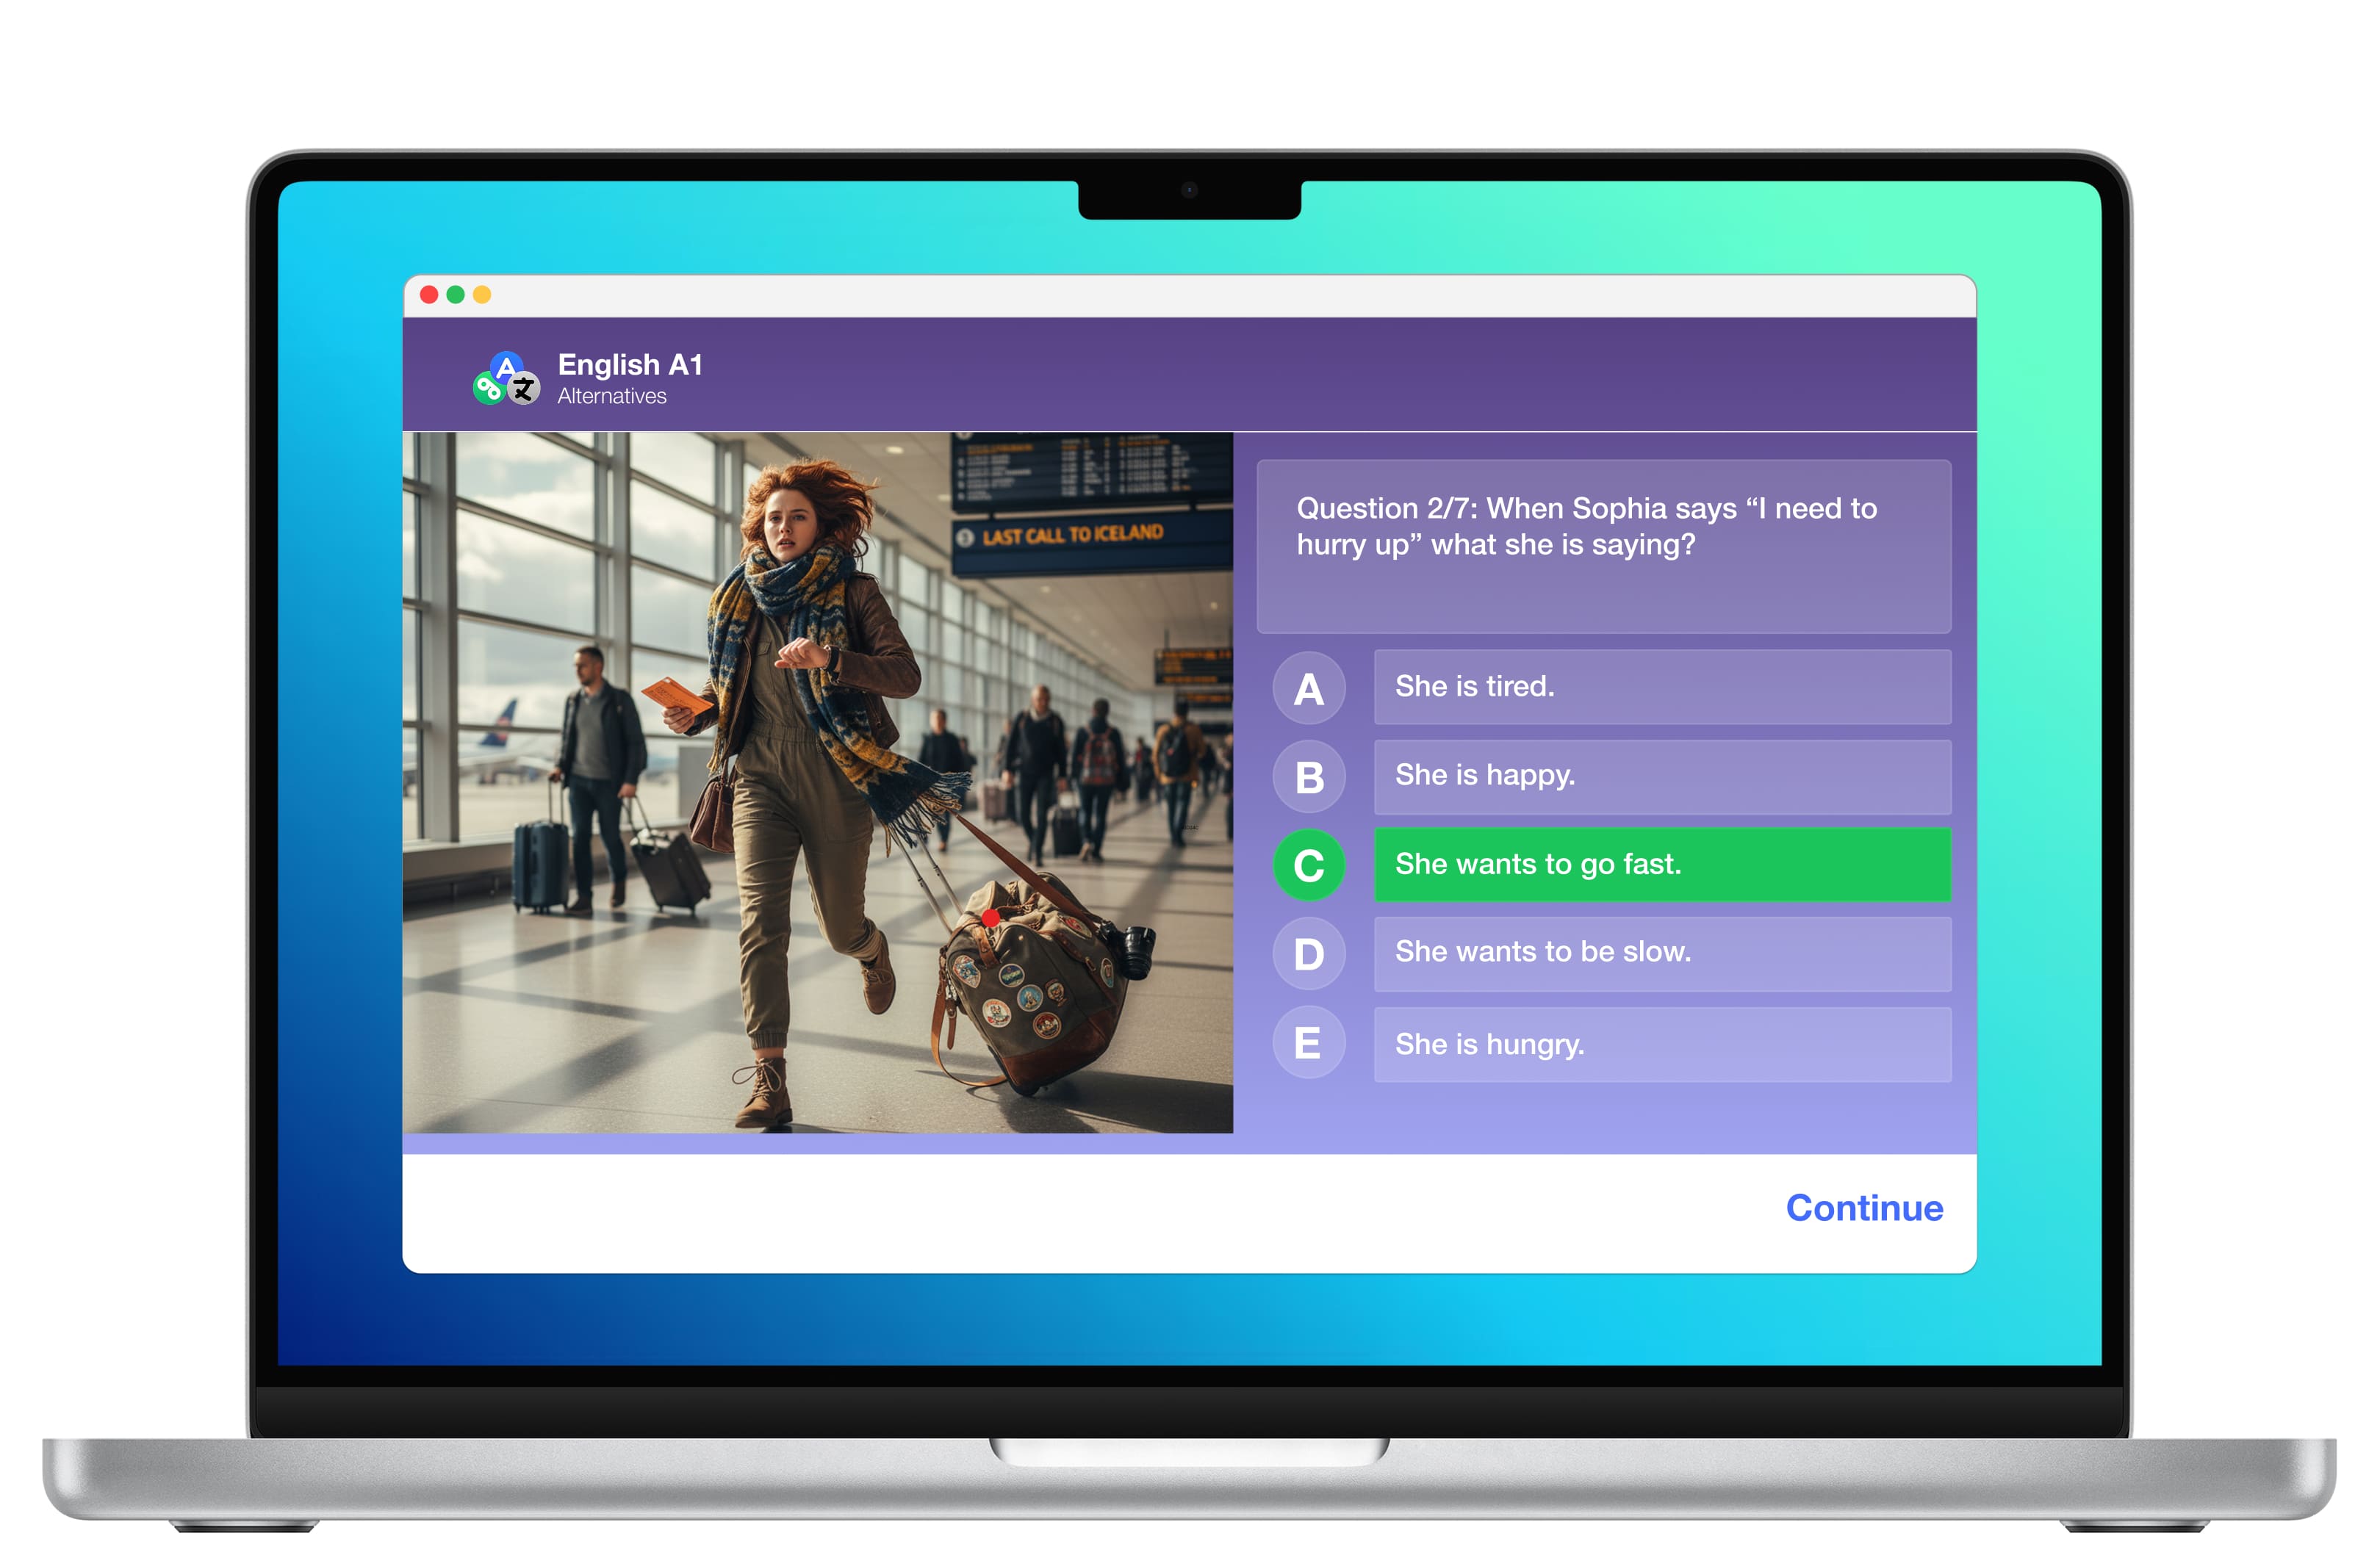 English A1
Alternatives
LAST CALL TO ICELAND
Question 2/7: When Sophia says “I need to
hurry up” what she is saying?
A
She is tired.
B
She is happy.
C
She wants to go fast.
D
She wants to be slow.
E
She is hungry.
Continue